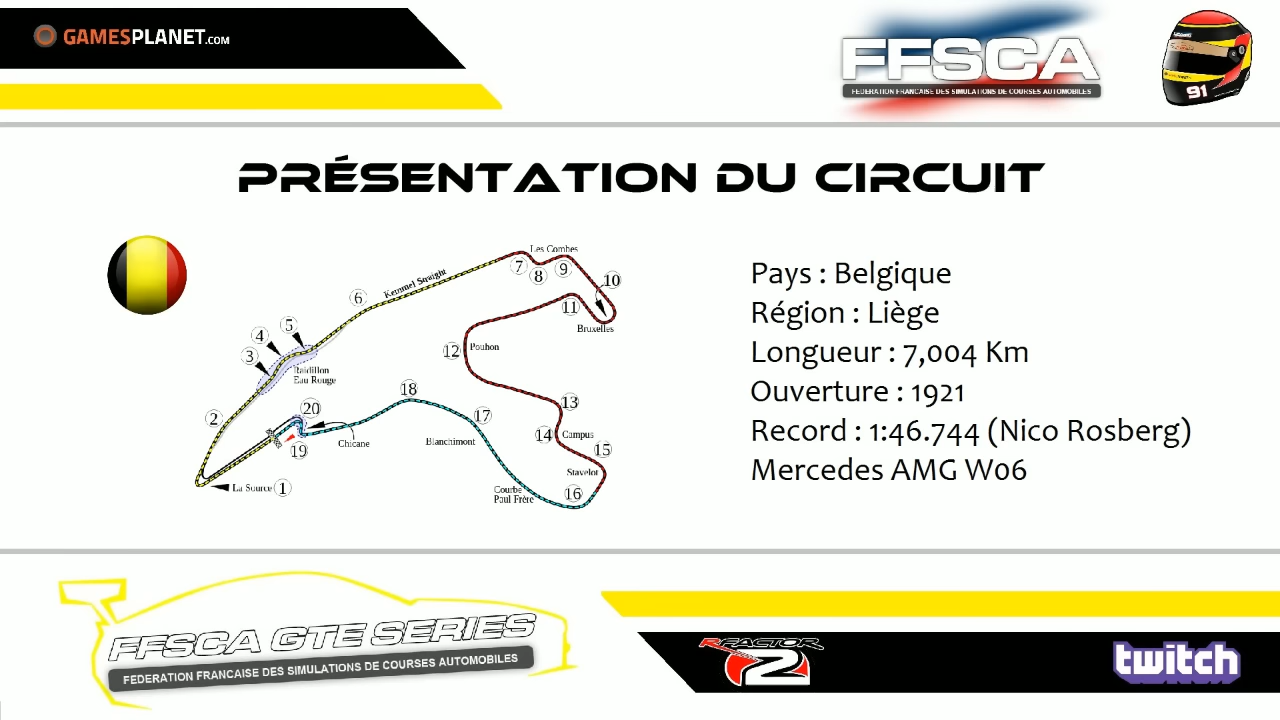 GAMESPLANET.COM
FFSCA
FEDERATION FRANCAISE DES SIMULATIONS DE COURSES AUTOMOBILES
91
PRÉSENTATION DU CIRCUIT
Les Combes
7
8
9
10
Kemmel Straight
6
11
Bruxelles
5
4
3
12
Pouhon
Raidillon
Eau Rouge
18
13
20
17
2
14
Campus
Chicane
Blanchimont
19
15
Stavelot
La Source 1
Courbe
Paul Frère
16
Pays : Belgique
Région : Liège
Longueur : 7,004 Km
Ouverture : 1921
Record : 1:46.744 (Nico Rosberg)
Mercedes AMG W06
FFSCA GTE SERIES
FEDERATION FRANCAISE DES SIMULATIONS DE COURSES AUTOMOBILES
RFACTOR
2
twitch